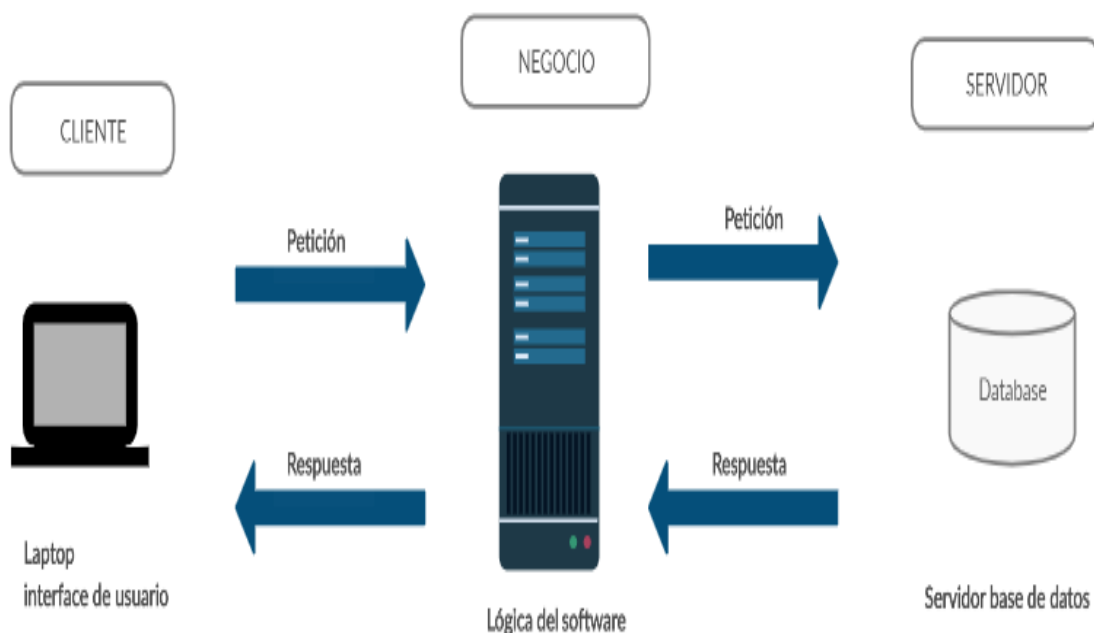 CLIENTE
NEGOCIO
SERVIDOR
Petición
Petición
Database
Respuesta
Respuesta
Laptop
interface de usuario
Lógica del software
Servidor base de datos